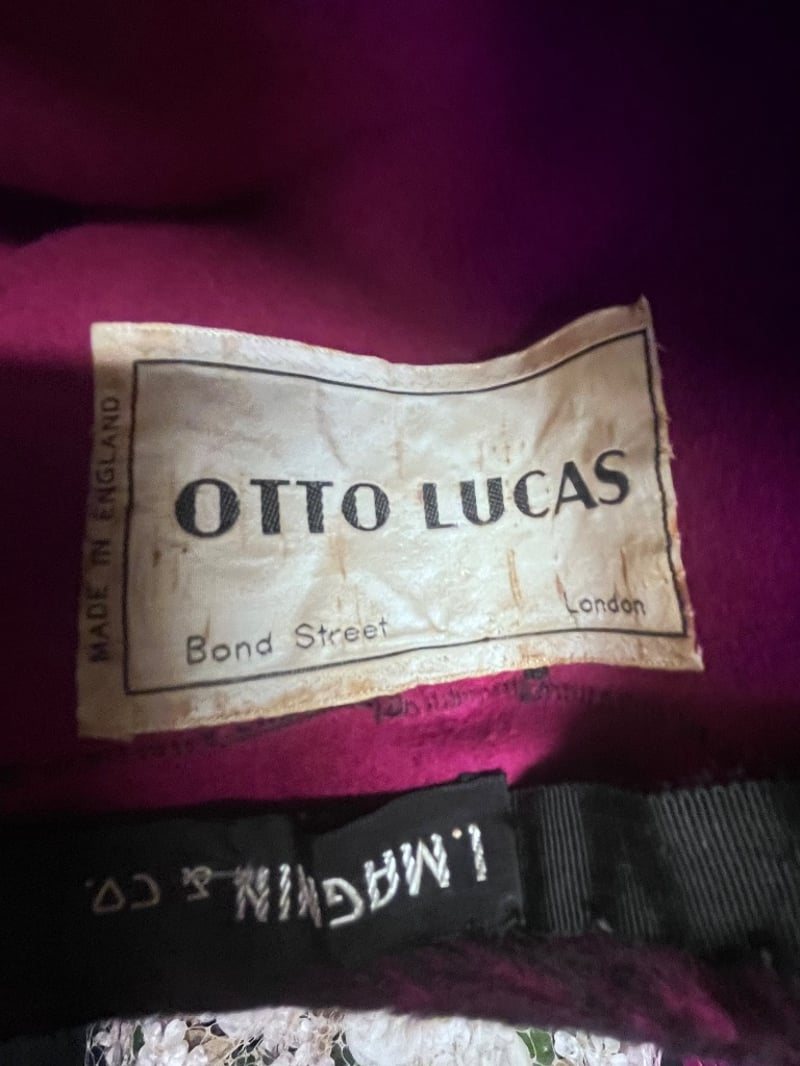 MADE IN ENGLAND
OTTO LUCAS
Bond Street London
I. MAGNIN & CO.